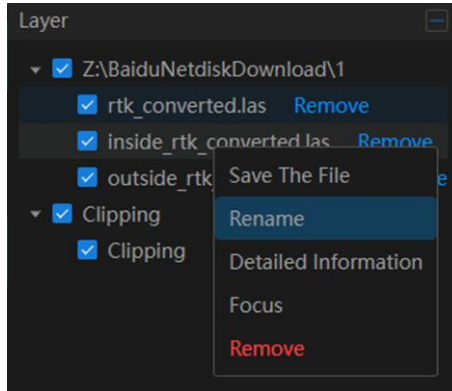 Layer
Z:\BaiduNetdiskDownload\1
rtk_converted.las Remove
inside_rtk_converted.las Remove
outside_rtk
Save The File
Rename
Clipping
Clipping
Detailed Information
Focus
Remove